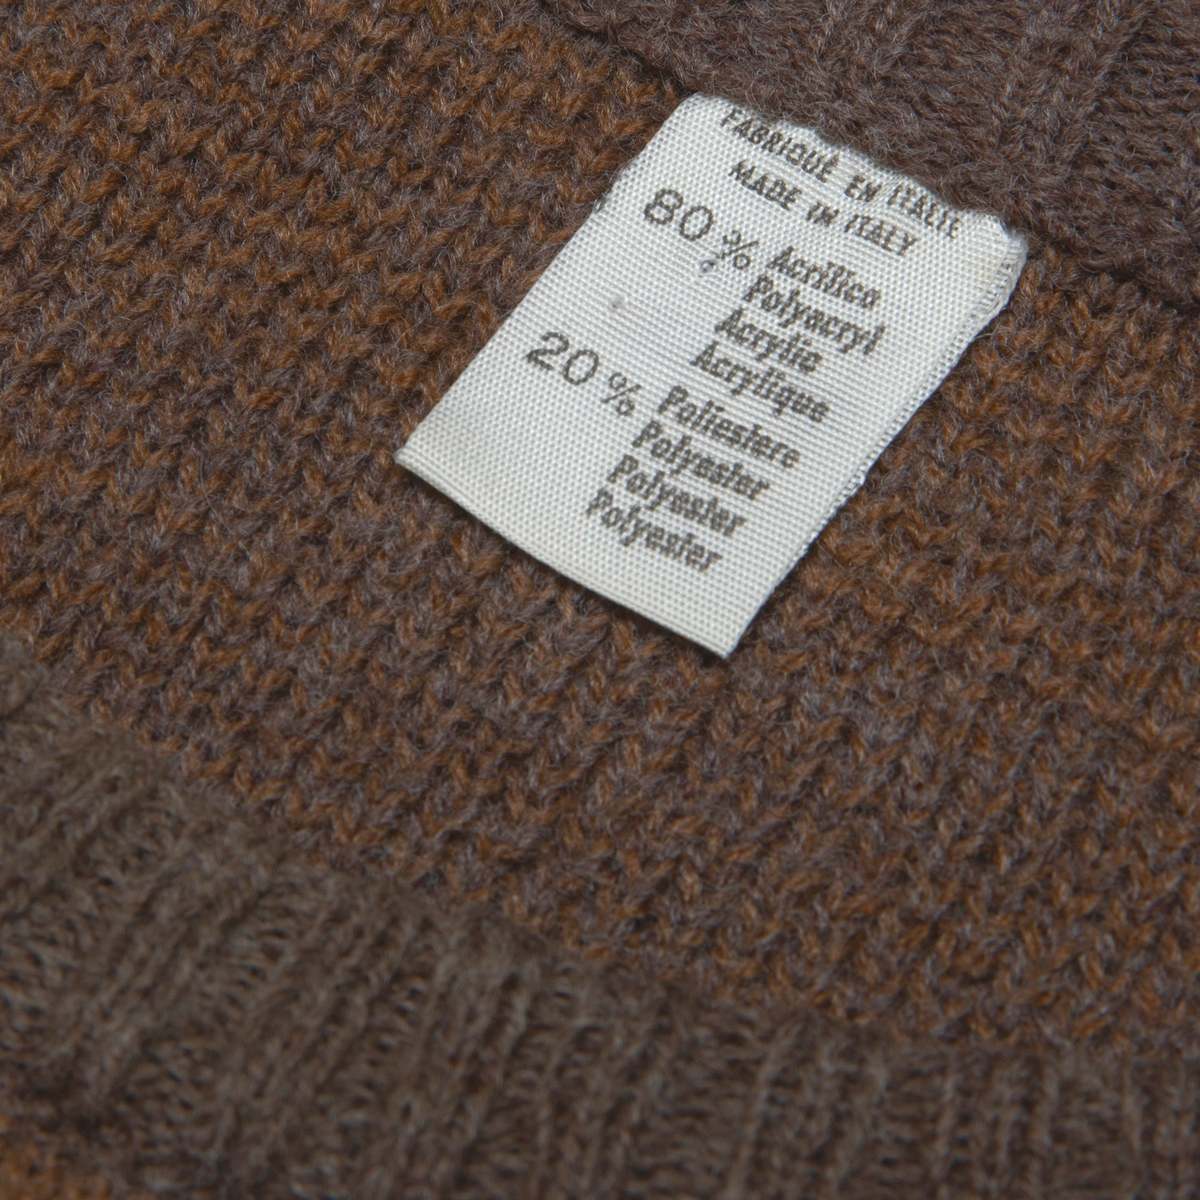 FABRIQUÉ EN ITALIE
MADE IN ITALY
80 % Acrilico
Polyacryl
Acrylic
Acrylique
20 % Poliestere
Polyester
Polyester
Polyester